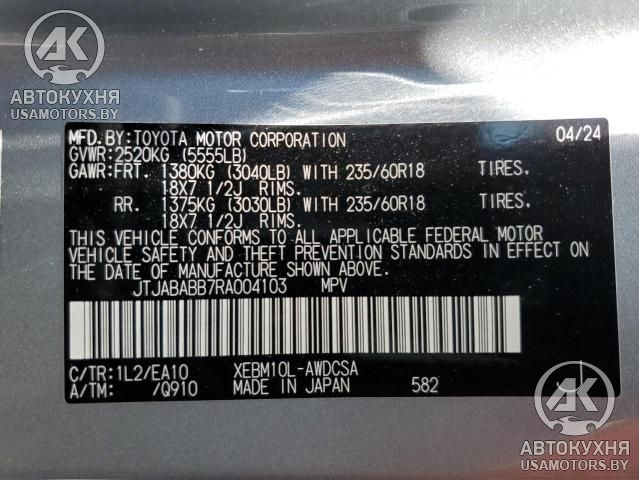 АК
АВТОКУХНЯ
USAMOTORS.BY
MFD.BY:TOYOTA MOTOR CORPORATION 04/24
GVWR:2520KG (5555LB)
GAWR:FRT. 1380KG (3040LB) WITH 235/60R18 TIRES.
18X7 1/2J RIMS.
RR. 1375KG (3030LB) WITH 235/60R18 TIRES.
18X7 1/2J RIMS.
THIS VEHICLE CONFORMS TO ALL APPLICABLE FEDERAL MOTOR
VEHICLE SAFETY AND THEFT PREVENTION STANDARDS IN EFFECT ON
THE DATE OF MANUFACTURE SHOWN ABOVE.
JTJABABB7RA004103 MPV
C/TR:1L2/EA10 XEBM10L-AWDCSA
A/TM: /Q910 MADE IN JAPAN 582
АК
АВТОКУХНЯ
USAMOTORS.BY